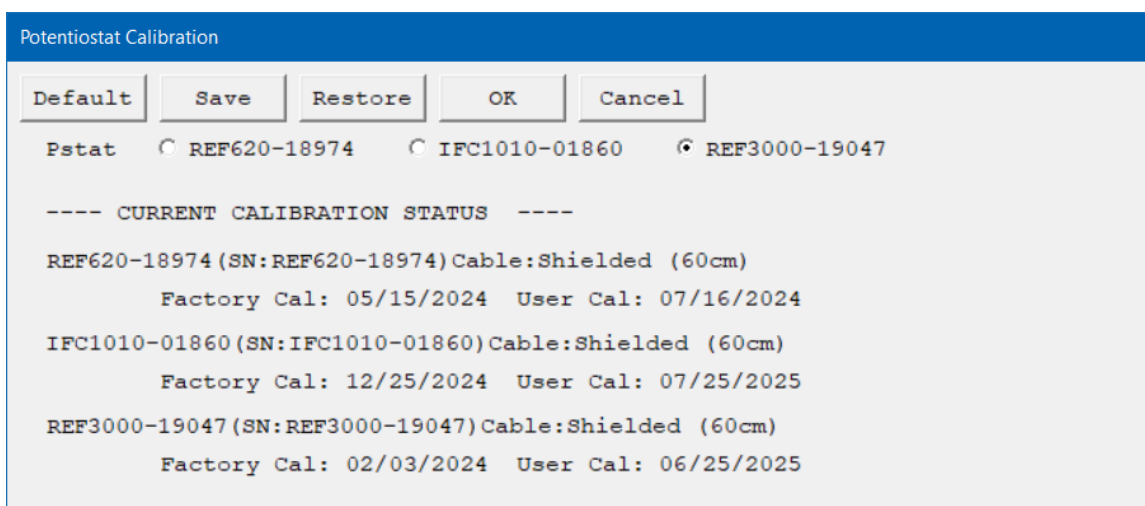 Potentiostat Calibration
Default Save Restore OK Cancel
Pstat REF620-18974 IFC1010-01860 REF3000-19047
---- CURRENT CALIBRATION STATUS ----
REF620-18974(SN:REF620-18974)Cable:Shielded (60cm)
Factory Cal: 05/15/2024 User Cal: 07/16/2024
IFC1010-01860(SN:IFC1010-01860)Cable:Shielded (60cm)
Factory Cal: 12/25/2024 User Cal: 07/25/2025
REF3000-19047(SN:REF3000-19047)Cable:Shielded (60cm)
Factory Cal: 02/03/2024 User Cal: 06/25/2025